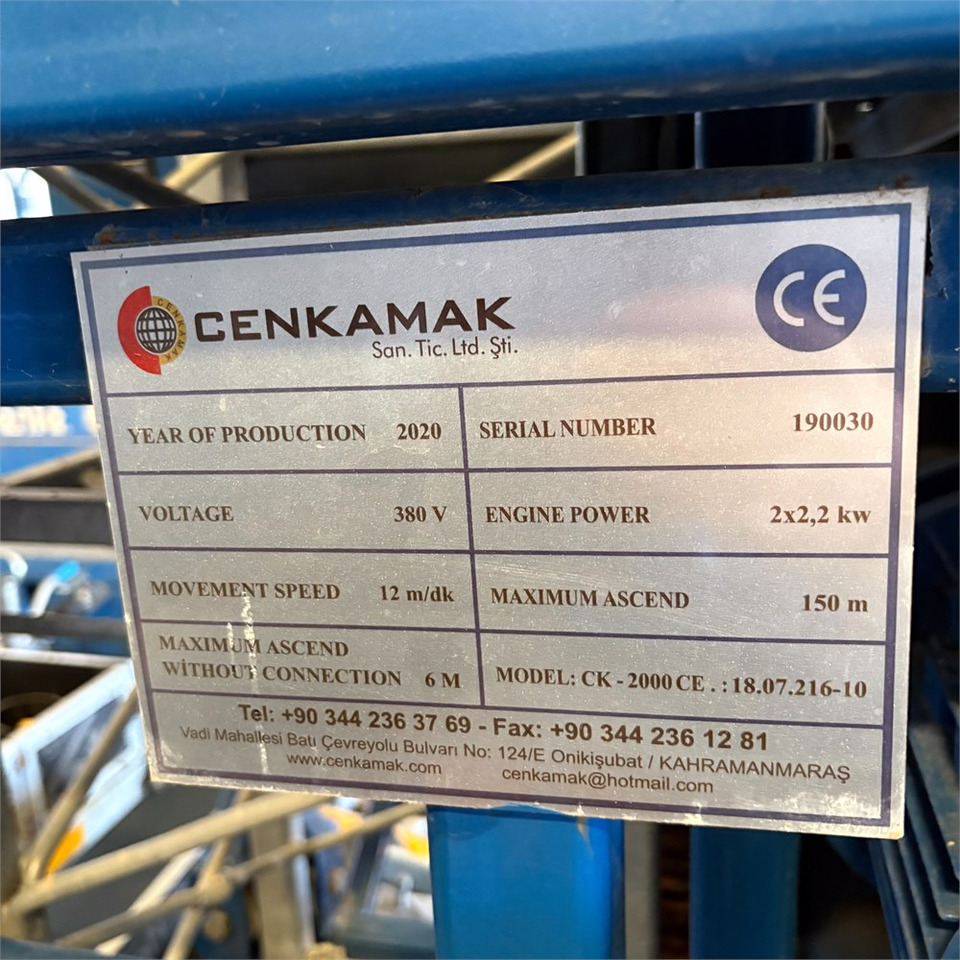 CENKAMAK
CENKAMAK
San. Tic. Ltd. Şti.
CE
YEAR OF PRODUCTION 2020
SERIAL NUMBER 190030
VOLTAGE 380 V
ENGINE POWER 2x2,2 kw
MOVEMENT SPEED 12 m/dk
MAXIMUM ASCEND 150 m
MAXIMUM ASCEND
WİTHOUT CONNECTION 6 M
MODEL: CK - 2000 CE . : 18.07.216-10
Tel: +90 344 236 37 69 - Fax: +90 344 236 12 81
Vadi Mahallesi Batı Çevreyolu Bulvarı No: 124/E Onikişubat / KAHRAMANMARAŞ
www.cenkamak.com cenkamak@hotmail.com